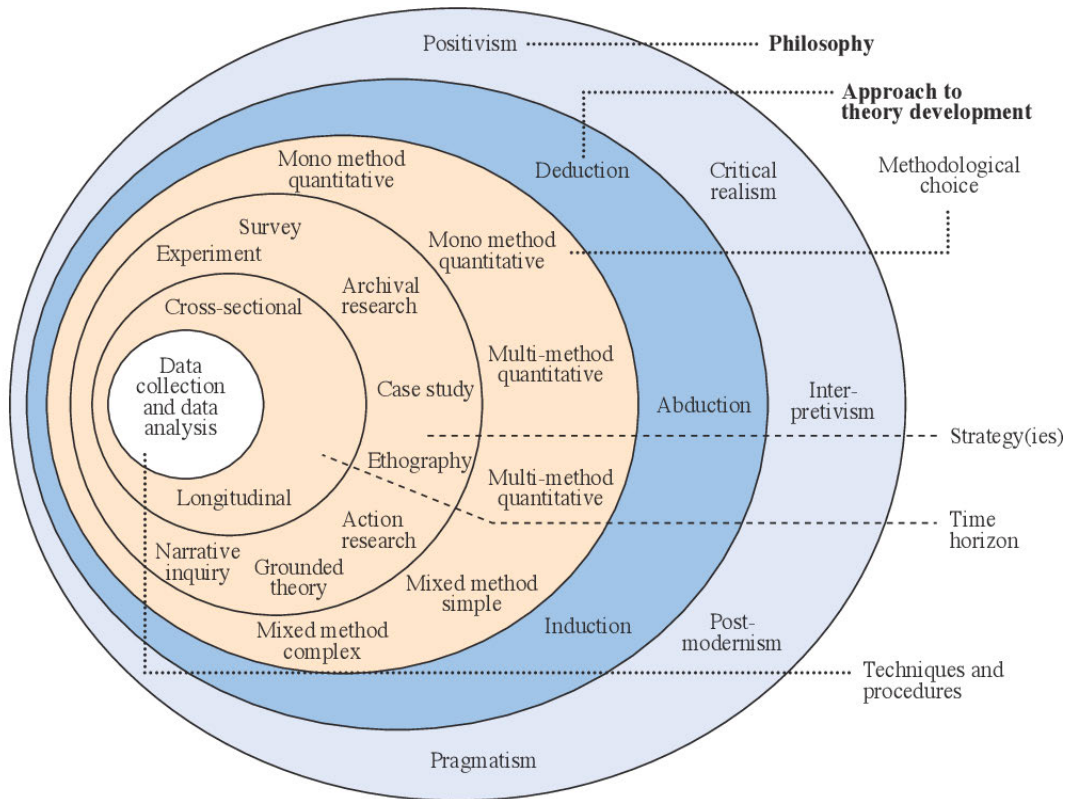 Positivism
Philosophy
Approach to
theory development
Mono method
quantitative
Deduction
Critical
realism
Methodological
choice
Survey
Experiment
Mono method
quantitative
Archival
research
Cross-sectional
Data
collection
and data
analysis
Multi-method
quantitative
Case study
Abduction
Inter-
pretivism
Strategy(ies)
Ethography
Multi-method
quantitative
Longitudinal
Action
research
Time
horizon
Narrative
inquiry
Grounded
theory
Mixed method
simple
Mixed method
complex
Induction
Post-
modernism
Techniques and
procedures
Pragmatism